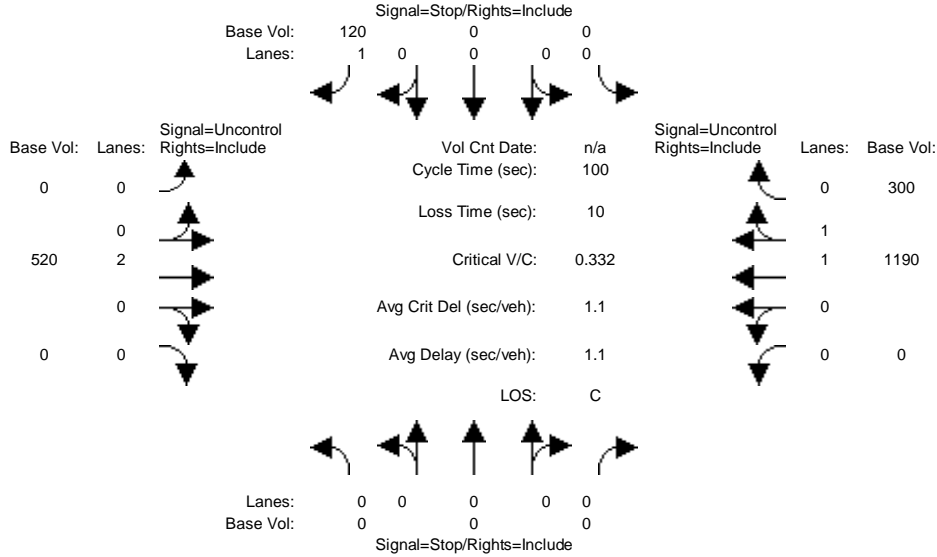 Signal=Stop/Rights=Include
Base Vol: 120 0 0
Lanes: 1 0 0 0 0
Signal=Uncontrol
Base Vol: Lanes: Rights=Include
Vol Cnt Date: n/a
Signal=Uncontrol
Rights=Include Lanes: Base Vol:
Cycle Time (sec): 100
0 0
0 300
Loss Time (sec): 10
0
1
520 2
Critical V/C: 0.332
1 1190
0
Avg Crit Del (sec/veh): 1.1
0
0 0
Avg Delay (sec/veh): 1.1
0 0
LOS: C
Lanes: 0 0 0 0 0
Base Vol: 0 0 0
Signal=Stop/Rights=Include